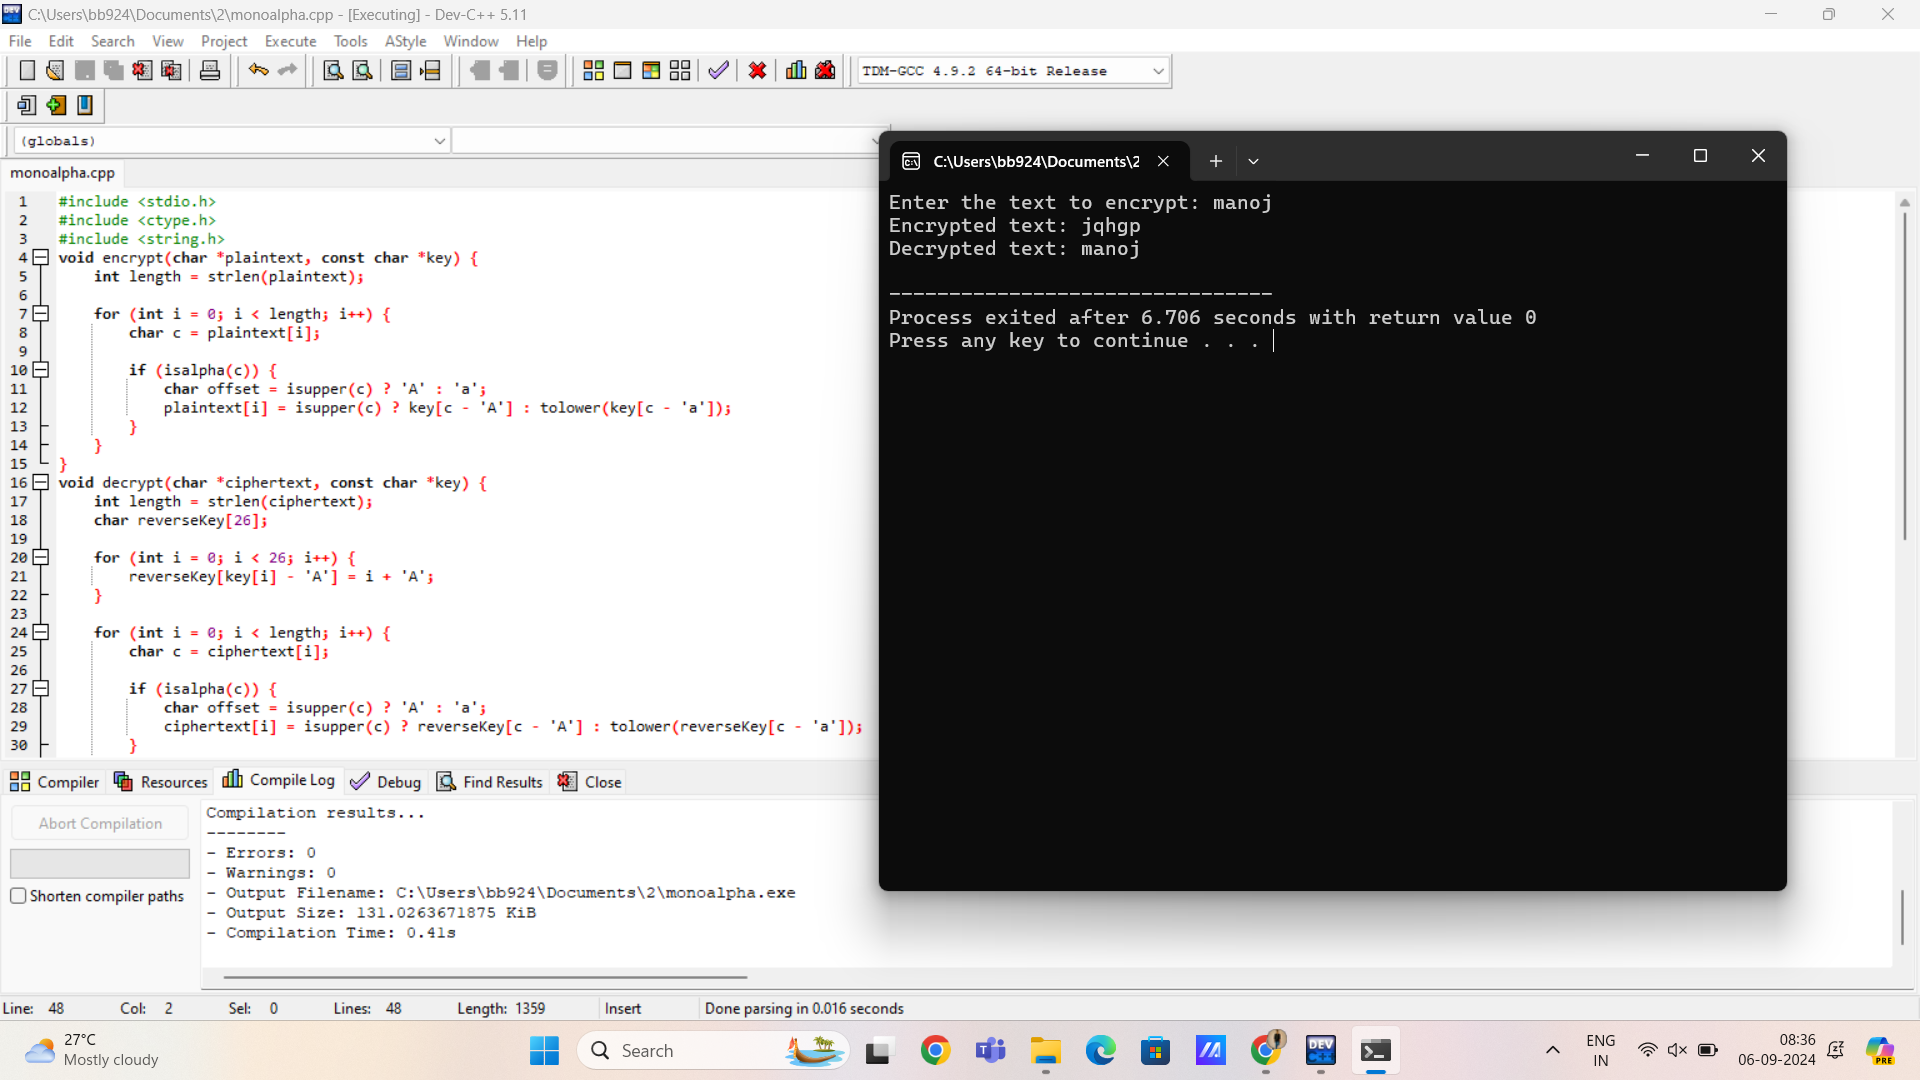 C:\Users\bb924\Documents\2\monoalpha.cpp - [Executing] - Dev-C++ 5.11
File Edit Search View Project Execute Tools AStyle Window Help
TDM-GCC 4.9.2 64-bit Release
(globals)
monoalpha.cpp
1 #include <stdio.h>
2 #include <ctype.h>
3 #include <string.h>
4 void encrypt(char *plaintext, const char *key) {
5 int length = strlen(plaintext);
6
7 for (int i = 0; i < length; i++) {
8 char c = plaintext[i];
9
10 if (isalpha(c)) {
11 char offset = isupper(c) ? 'A' : 'a';
12 plaintext[i] = isupper(c) ? key[c - 'A'] : tolower(key[c - 'a']);
13 }
14 }
15 }
16 void decrypt(char *ciphertext, const char *key) {
17 int length = strlen(ciphertext);
18 char reverseKey[26];
19
20 for (int i = 0; i < 26; i++) {
21 reverseKey[key[i] - 'A'] = i + 'A';
22 }
23
24 for (int i = 0; i < length; i++) {
25 char c = ciphertext[i];
26
27 if (isalpha(c)) {
28 char offset = isupper(c) ? 'A' : 'a';
29 ciphertext[i] = isupper(c) ? reverseKey[c - 'A'] : tolower(reverseKey[c - 'a']);
30 }
C:\Users\bb924\Documents\2
Enter the text to encrypt: manoj
Encrypted text: jqhgp
Decrypted text: manoj
--------------------------------
Process exited after 6.706 seconds with return value 0
Press any key to continue . . .
Compiler Resources Compile Log Debug Find Results Close
Abort Compilation
Shorten compiler paths
Compilation results...
--------
- Errors: 0
- Warnings: 0
- Output Filename: C:\Users\bb924\Documents\2\monoalpha.exe
- Output Size: 131.0263671875 KiB
- Compilation Time: 0.41s
Line: 48 Col: 2 Sel: 0 Lines: 48 Length: 1359 Insert Done parsing in 0.016 seconds
27°C
Mostly cloudy
Search
DEV
ENG
IN
08:36
06-09-2024
PRE